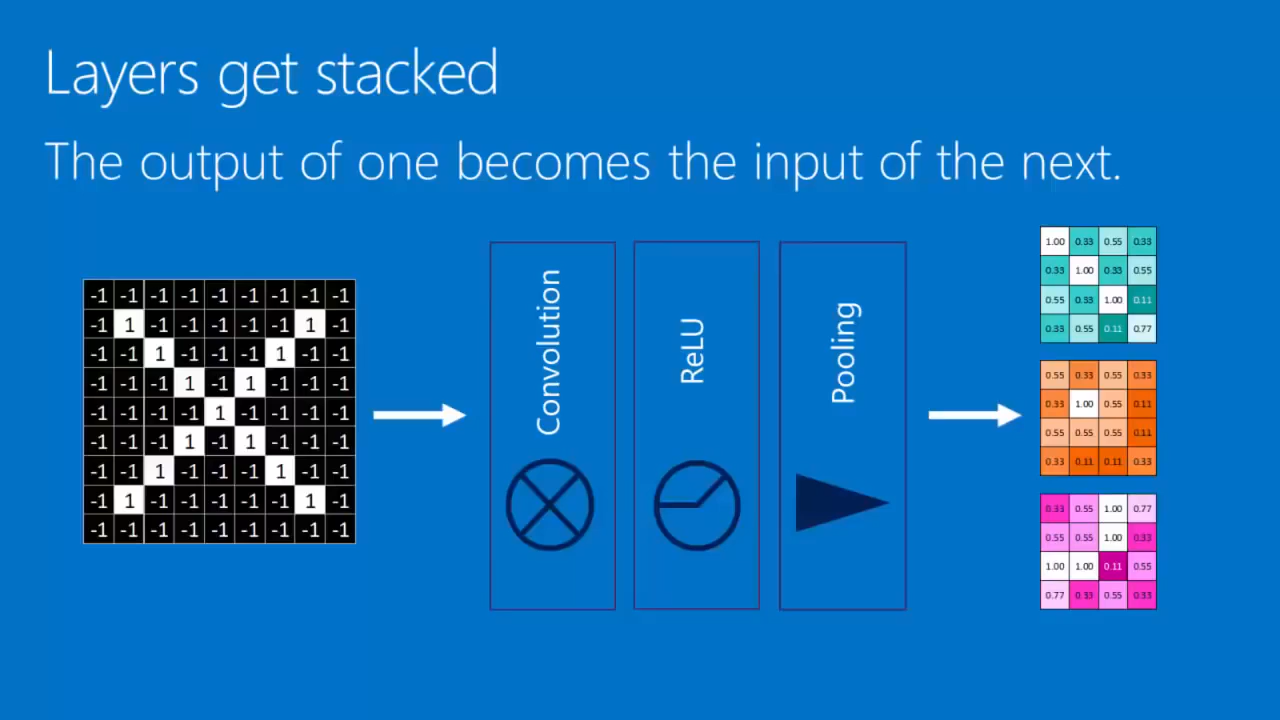 Layers get stacked
The output of one becomes the input of the next.
-1 -1 -1 -1 -1 -1 -1 -1 -1
-1 1 -1 -1 -1 -1 -1 1 -1
-1 -1 1 -1 -1 -1 1 -1 -1
-1 -1 -1 1 -1 1 -1 -1 -1
-1 -1 -1 -1 1 -1 -1 -1 -1
-1 -1 -1 1 -1 1 -1 -1 -1
-1 -1 1 -1 -1 -1 1 -1 -1
-1 1 -1 -1 -1 -1 -1 1 -1
-1 -1 -1 -1 -1 -1 -1 -1 -1
Convolution
ReLU
Pooling
1.00 0.33 0.55 0.33
0.33 1.00 0.33 0.55
0.55 0.33 1.00 0.11
0.33 0.55 0.11 0.77
0.55 0.33 0.55 0.33
0.33 1.00 0.55 0.11
0.55 0.55 0.55 0.11
0.33 0.11 0.11 0.33
0.33 0.55 1.00 0.77
0.55 0.55 1.00 0.33
1.00 1.00 0.11 0.55
0.77 0.33 0.55 0.33